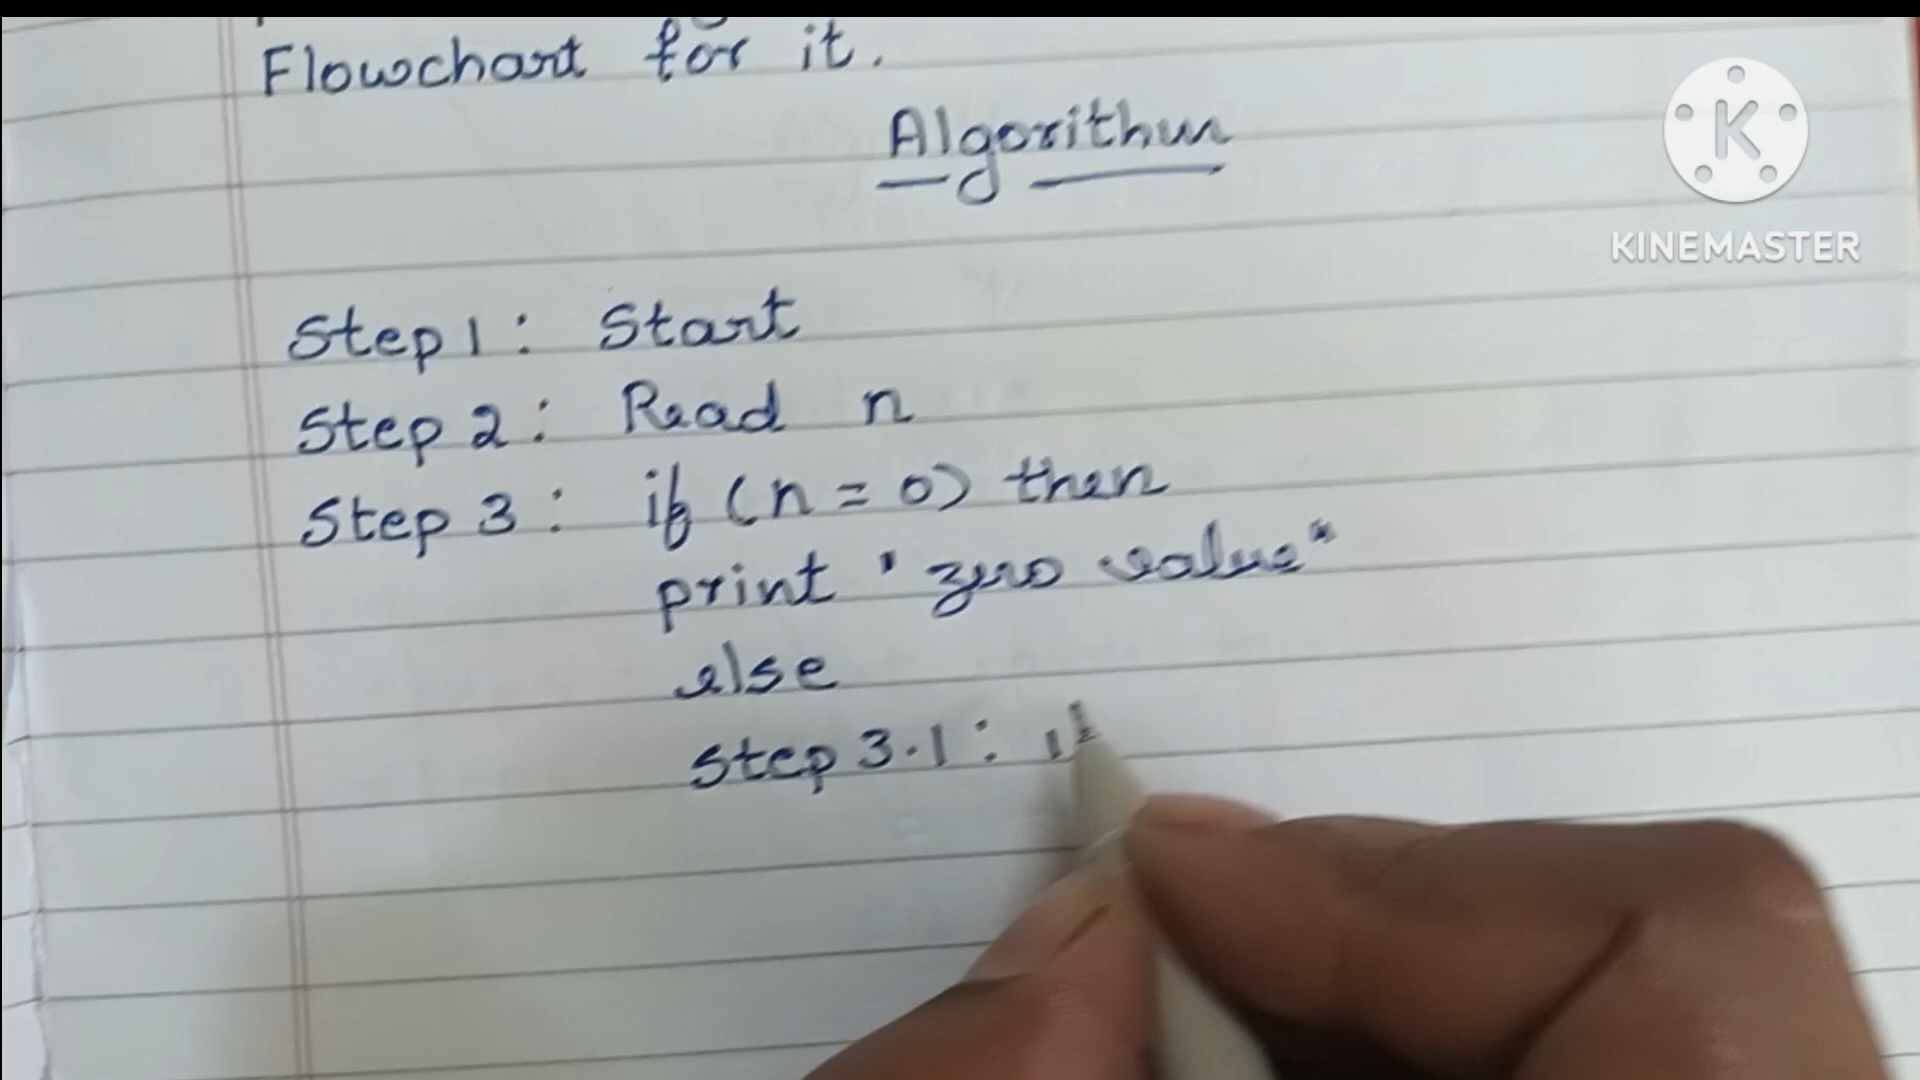 Flowchart for it.
Algorithm
K
KINEMASTER
Step 1 : Start
Step 2 : Read n
Step 3 : if (n = 0) then
print " zero value"
else
Step 3.1 :